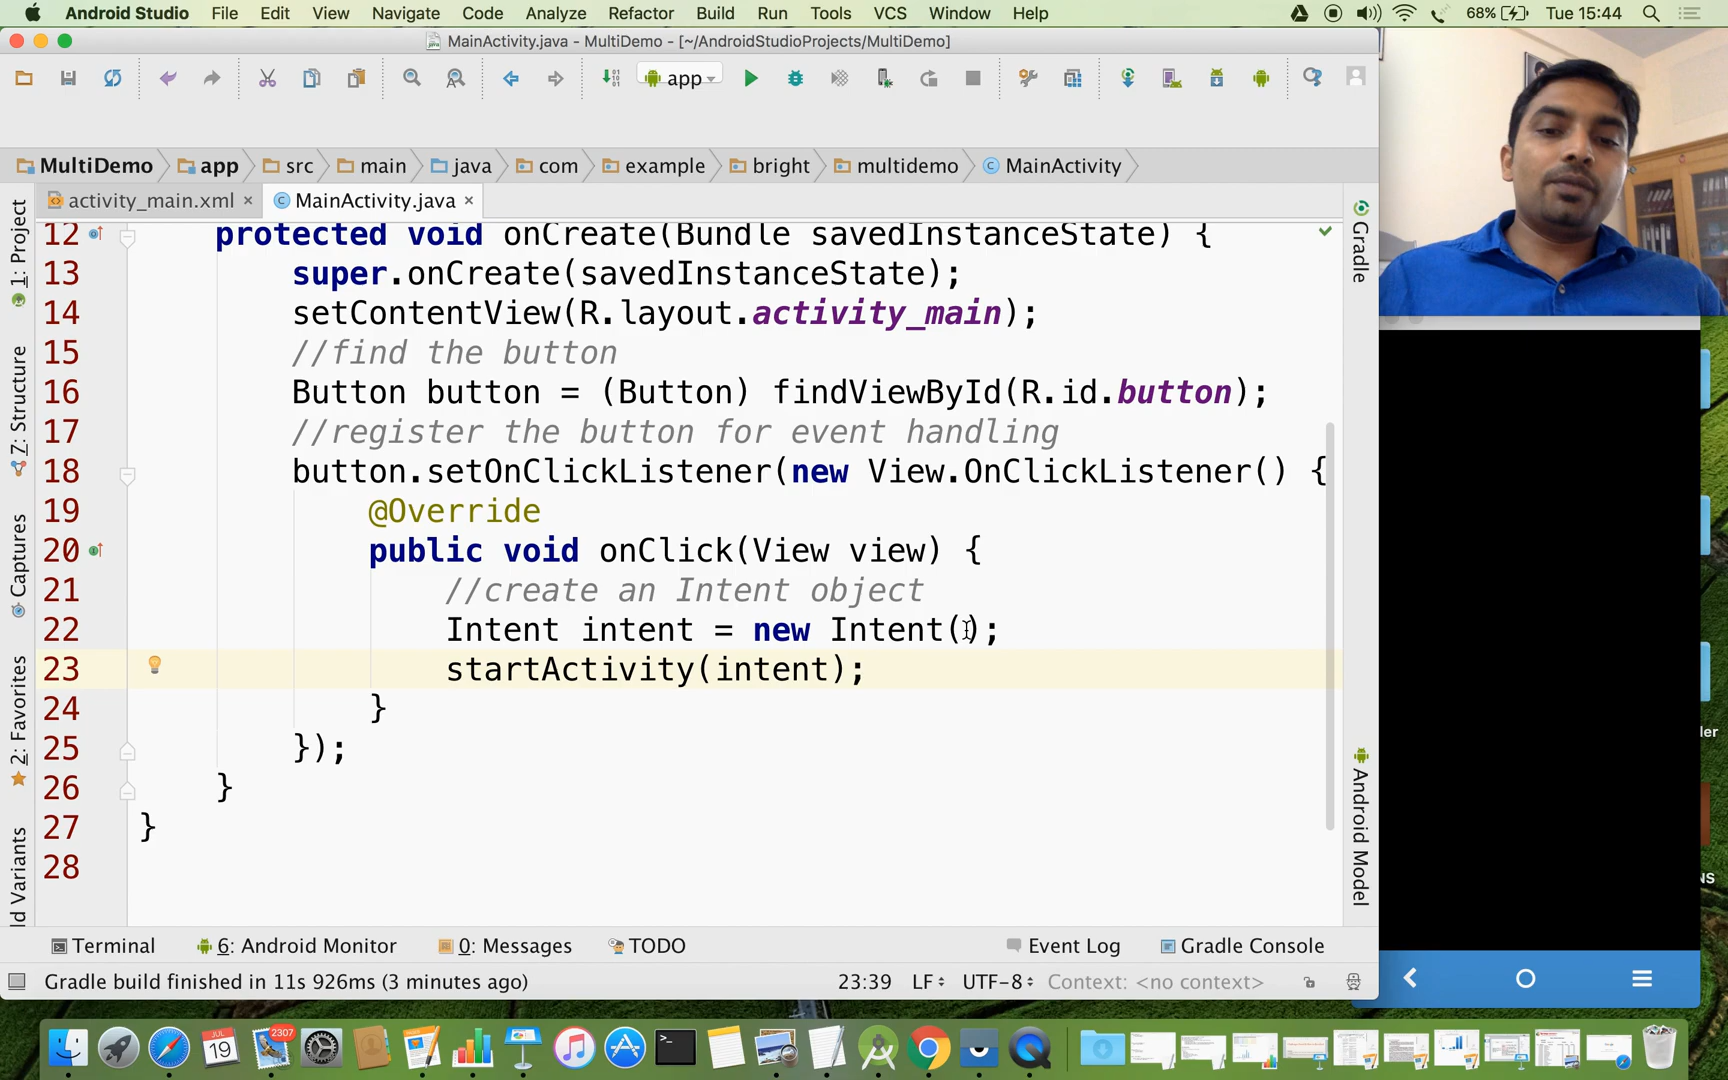 Android Studio File Edit View Navigate Code Analyze Refactor Build Run Tools VCS Window Help 68% Tue 15:44
MainActivity.java - MultiDemo - [~/AndroidStudioProjects/MultiDemo]
app
MultiDemo app src main java com example bright multidemo MainActivity
activity_main.xml MainActivity.java
12 protected void onCreate(Bundle savedInstanceState) {
13 super.onCreate(savedInstanceState);
14 setContentView(R.layout.activity_main);
15 //find the button
16 Button button = (Button) findViewById(R.id.button);
17 //register the button for event handling
18 button.setOnClickListener(new View.OnClickListener() {
19 @Override
20 public void onClick(View view) {
21 //create an Intent object
22 Intent intent = new Intent();
23 startActivity(intent);
24 }
25 });
26 }
27 }
28
1: Project
7: Structure
Captures
2: Favorites
ld Variants
Gradle
Android Model
ler
NS
Terminal 6: Android Monitor 0: Messages TODO Event Log Gradle Console
Gradle build finished in 11s 926ms (3 minutes ago) 23:39 LF UTF-8 Context: <no context>
JUL
19
2307